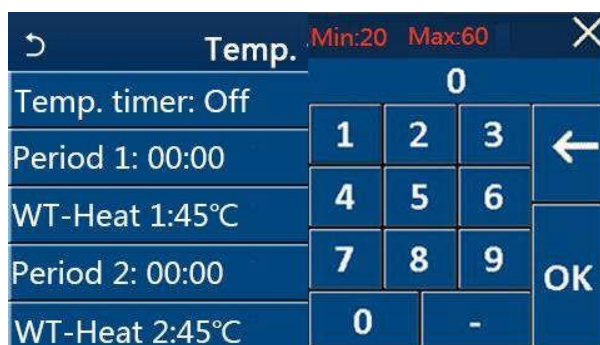 Temp.
Temp. timer: Off
Period 1: 00:00
WT-Heat 1:45℃
Period 2: 00:00
WT-Heat 2:45℃
Min:20 Max:60
0
1 2 3
4 5 6
7 8 9
OK
0 -